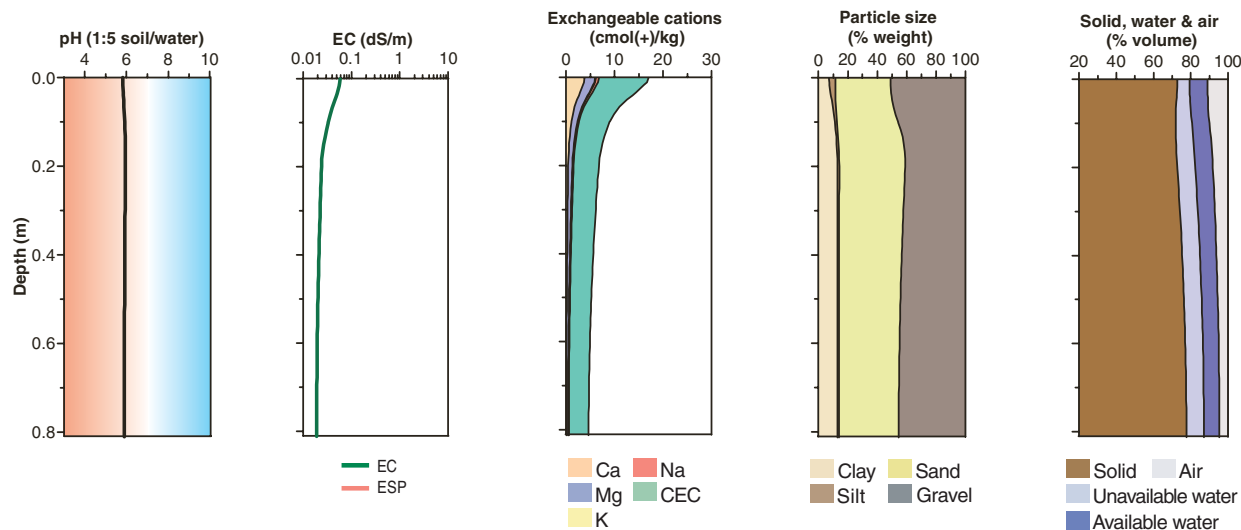 pH (1:5 soil/water)
4 6 8 10
0.0
0.2
0.4
0.6
0.8
Depth (m)
EC (dS/m)
0.01 0.1 1 10
EC
ESP
Exchangeable cations
(cmol(+)/kg)
0 10 20 30
Ca Na
Mg CEC
K
Particle size
(% weight)
0 20 40 60 80 100
Clay Sand
Silt Gravel
Solid, water & air
(% volume)
20 40 60 80 100
Solid Air
Unavailable water
Available water